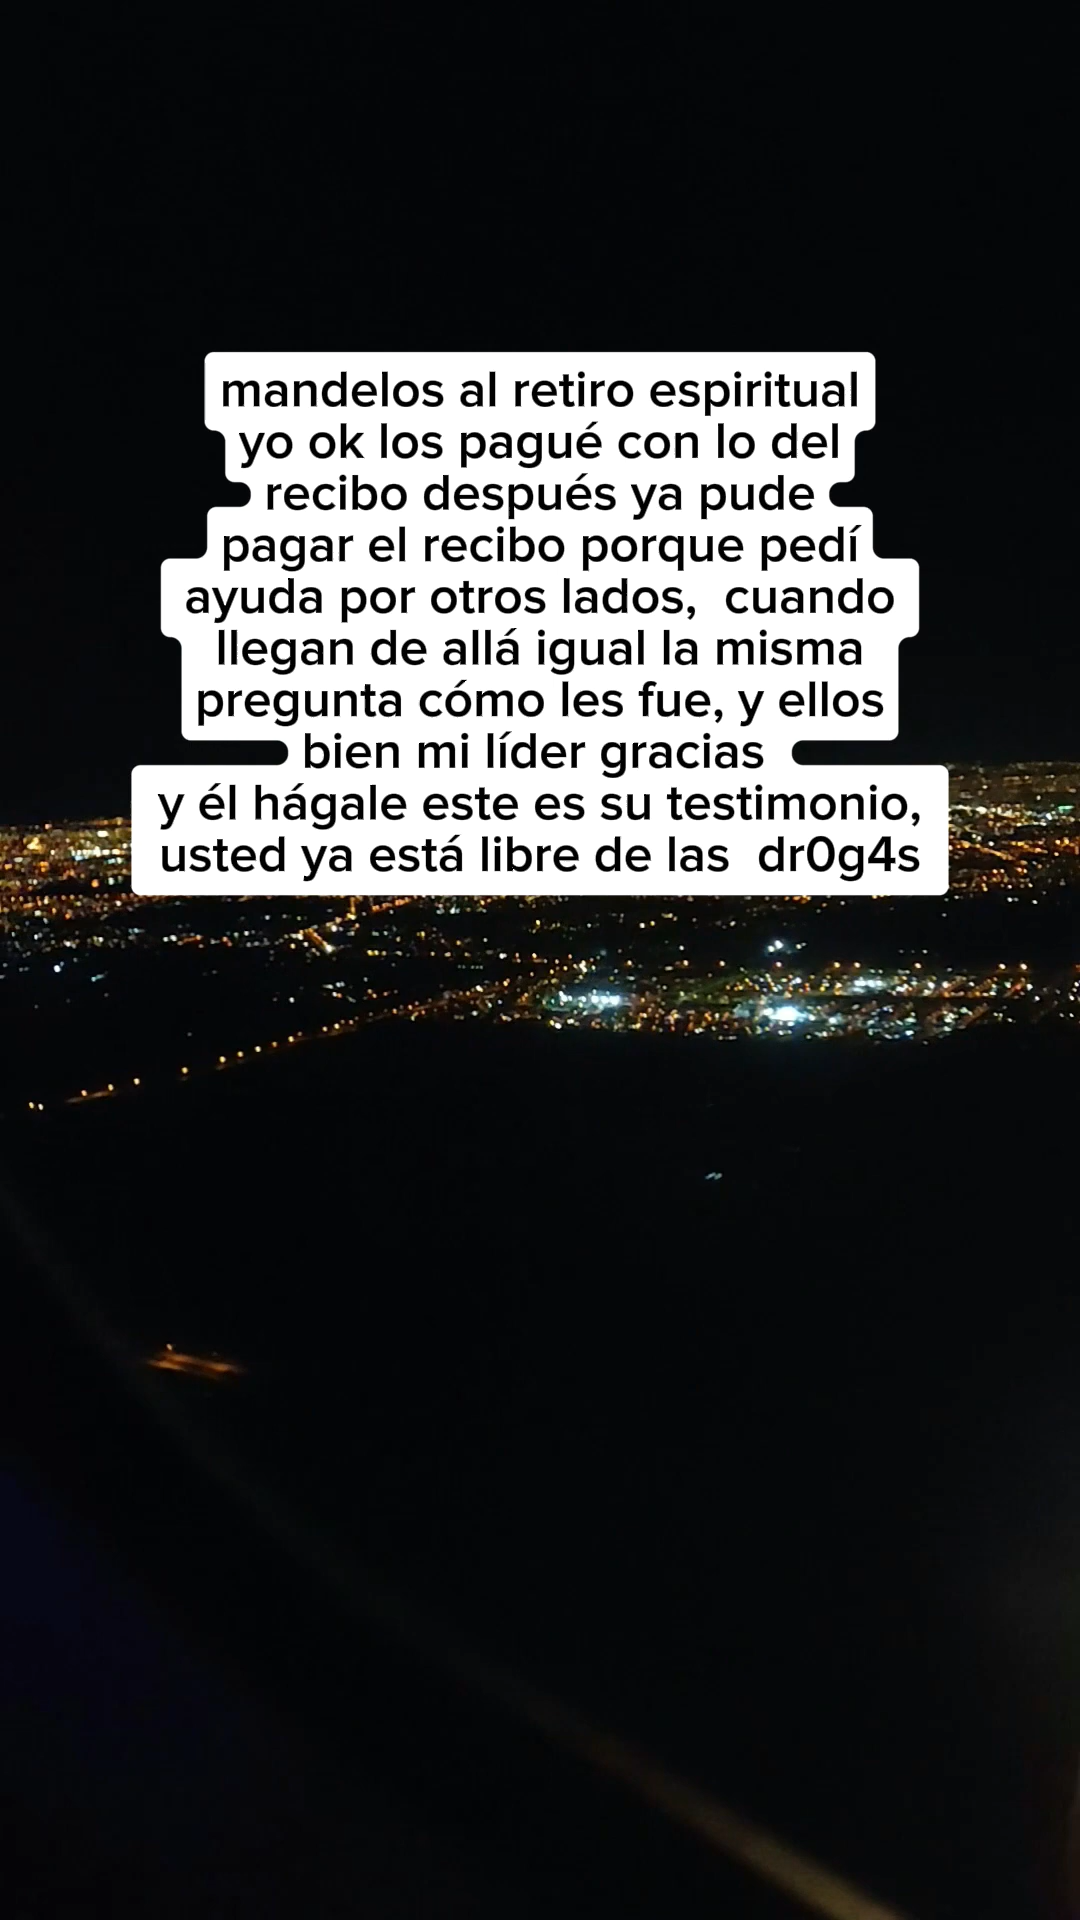 mandelos al retiro espiritual
yo ok los pagué con lo del
recibo después ya pude
pagar el recibo porque pedí
ayuda por otros lados,  cuando
llegan de allá igual la misma
pregunta cómo les fue, y ellos
bien mi líder gracias
y él hágale este es su testimonio,
usted ya está libre de las  dr0g4s